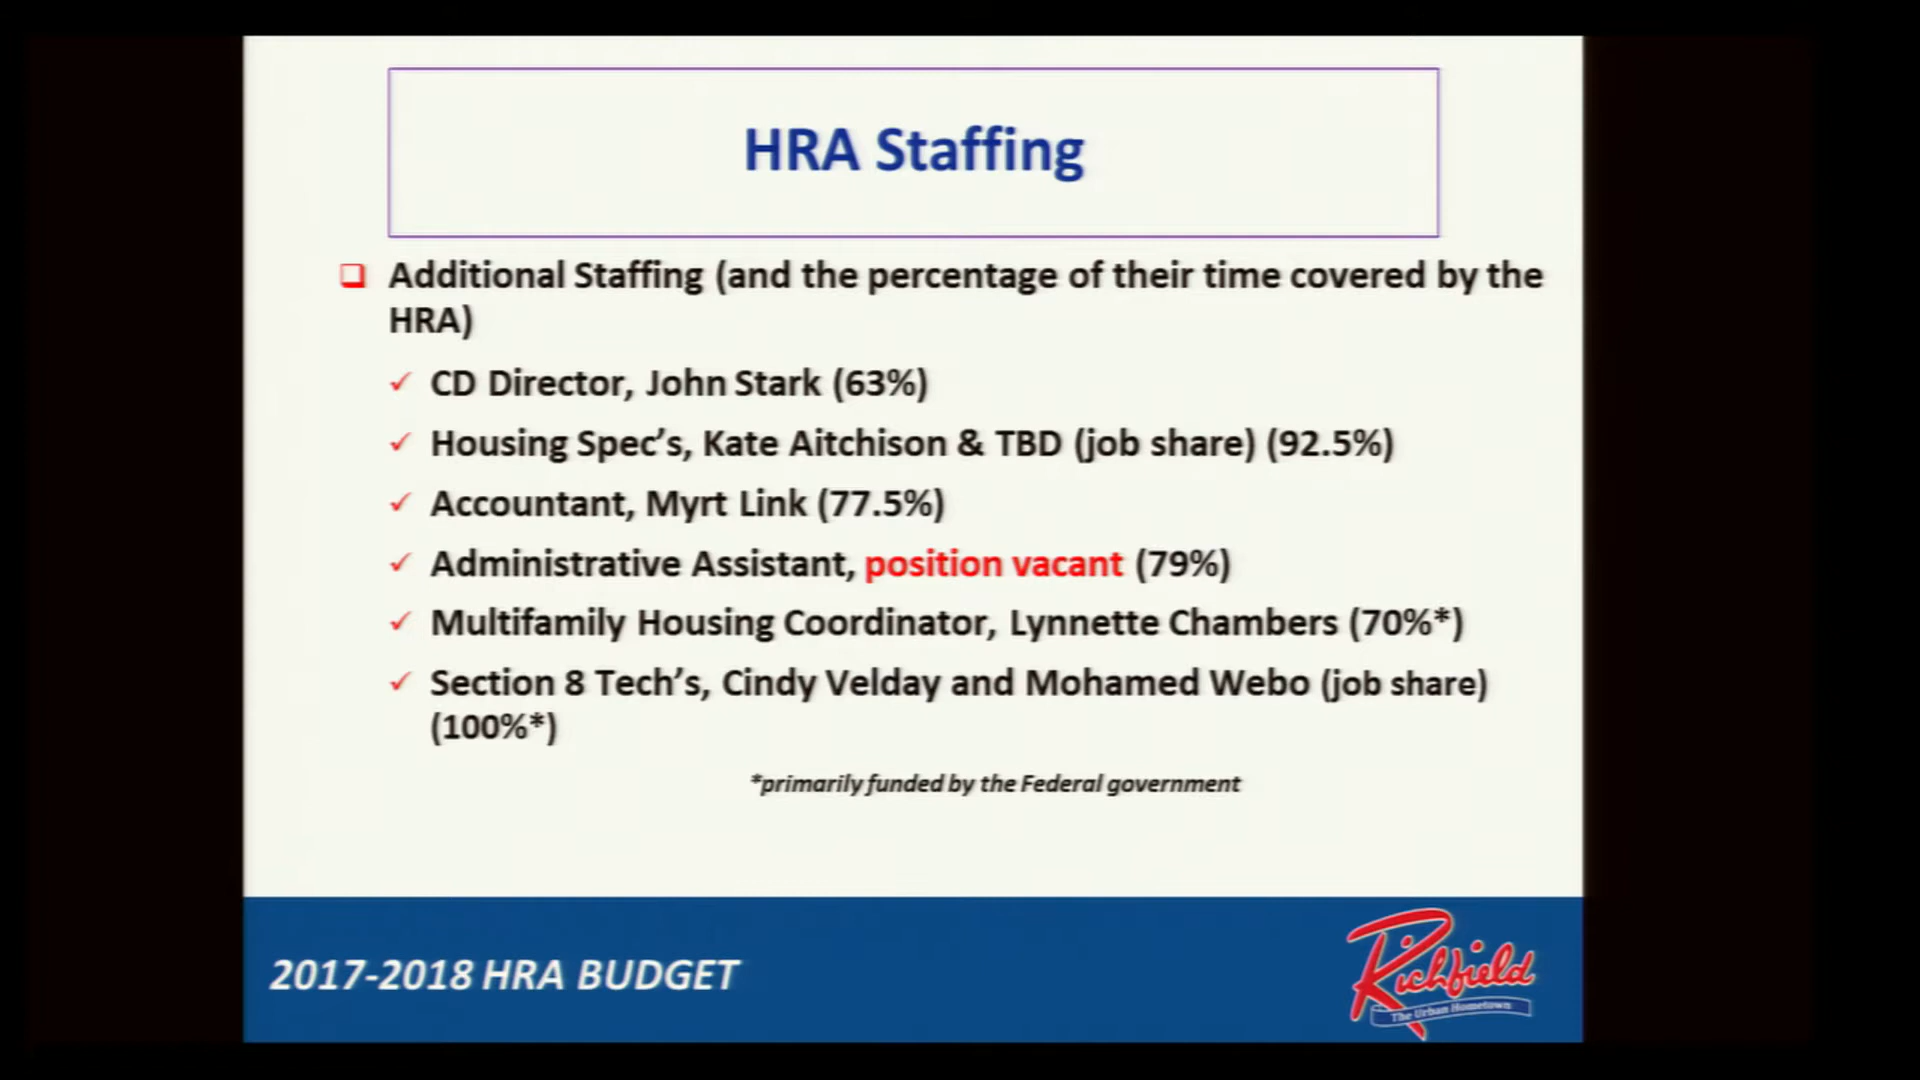 HRA Staffing
Additional Staffing (and the percentage of their time covered by the
HRA)
CD Director, John Stark (63%)
Housing Spec’s, Kate Aitchison & TBD (job share) (92.5%)
Accountant, Myrt Link (77.5%)
Administrative Assistant, position vacant (79%)
Multifamily Housing Coordinator, Lynnette Chambers (70%*)
Section 8 Tech’s, Cindy Velday and Mohamed Webo (job share)
(100%*)
*primarily funded by the Federal government
2017-2018 HRA BUDGET
Richfield
The Urban Hometown